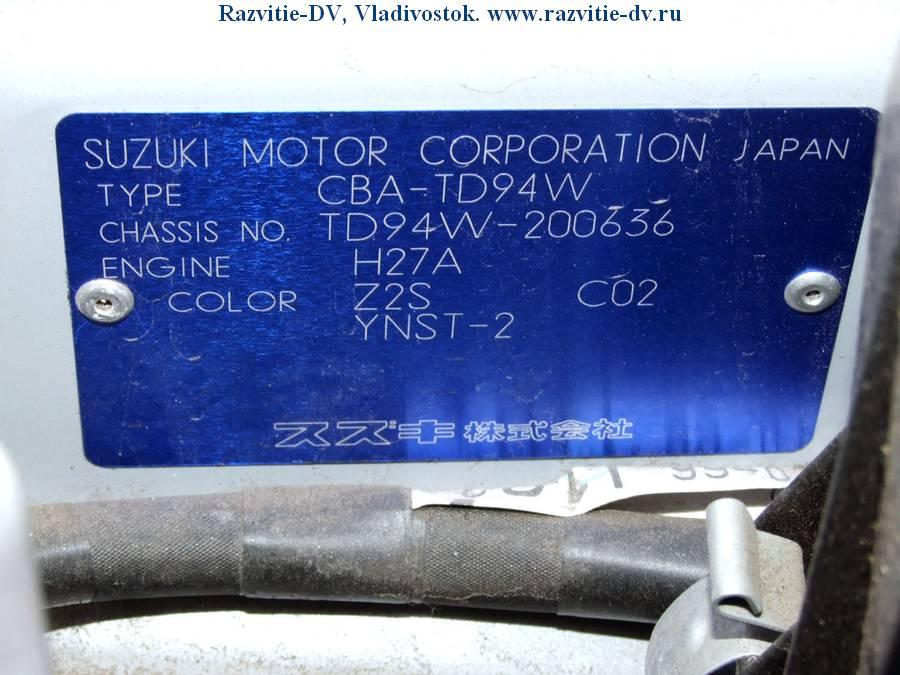 Razvitie-DV, Vladivostok. www.razvitie-dv.ru
SUZUKI MOTOR CORPORATION JAPAN
TYPE CBA-TD94W
CHASSIS NO. TD94W-200636
ENGINE H27A
COLOR Z2S C02
YNST-2
スズキ株式会社